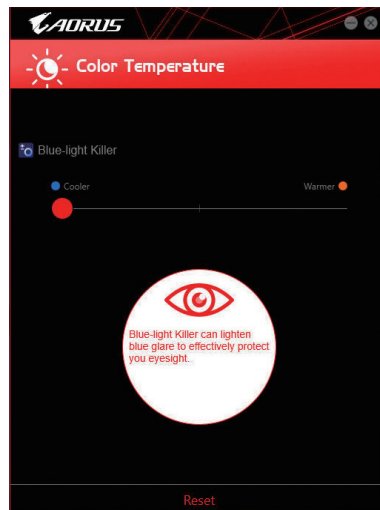 AORUS
Color Temperature
Blue-light Killer
Cooler Warmer
Blue-light Killer can lighten
blue glare to effectively protect
you eyesight.
Reset